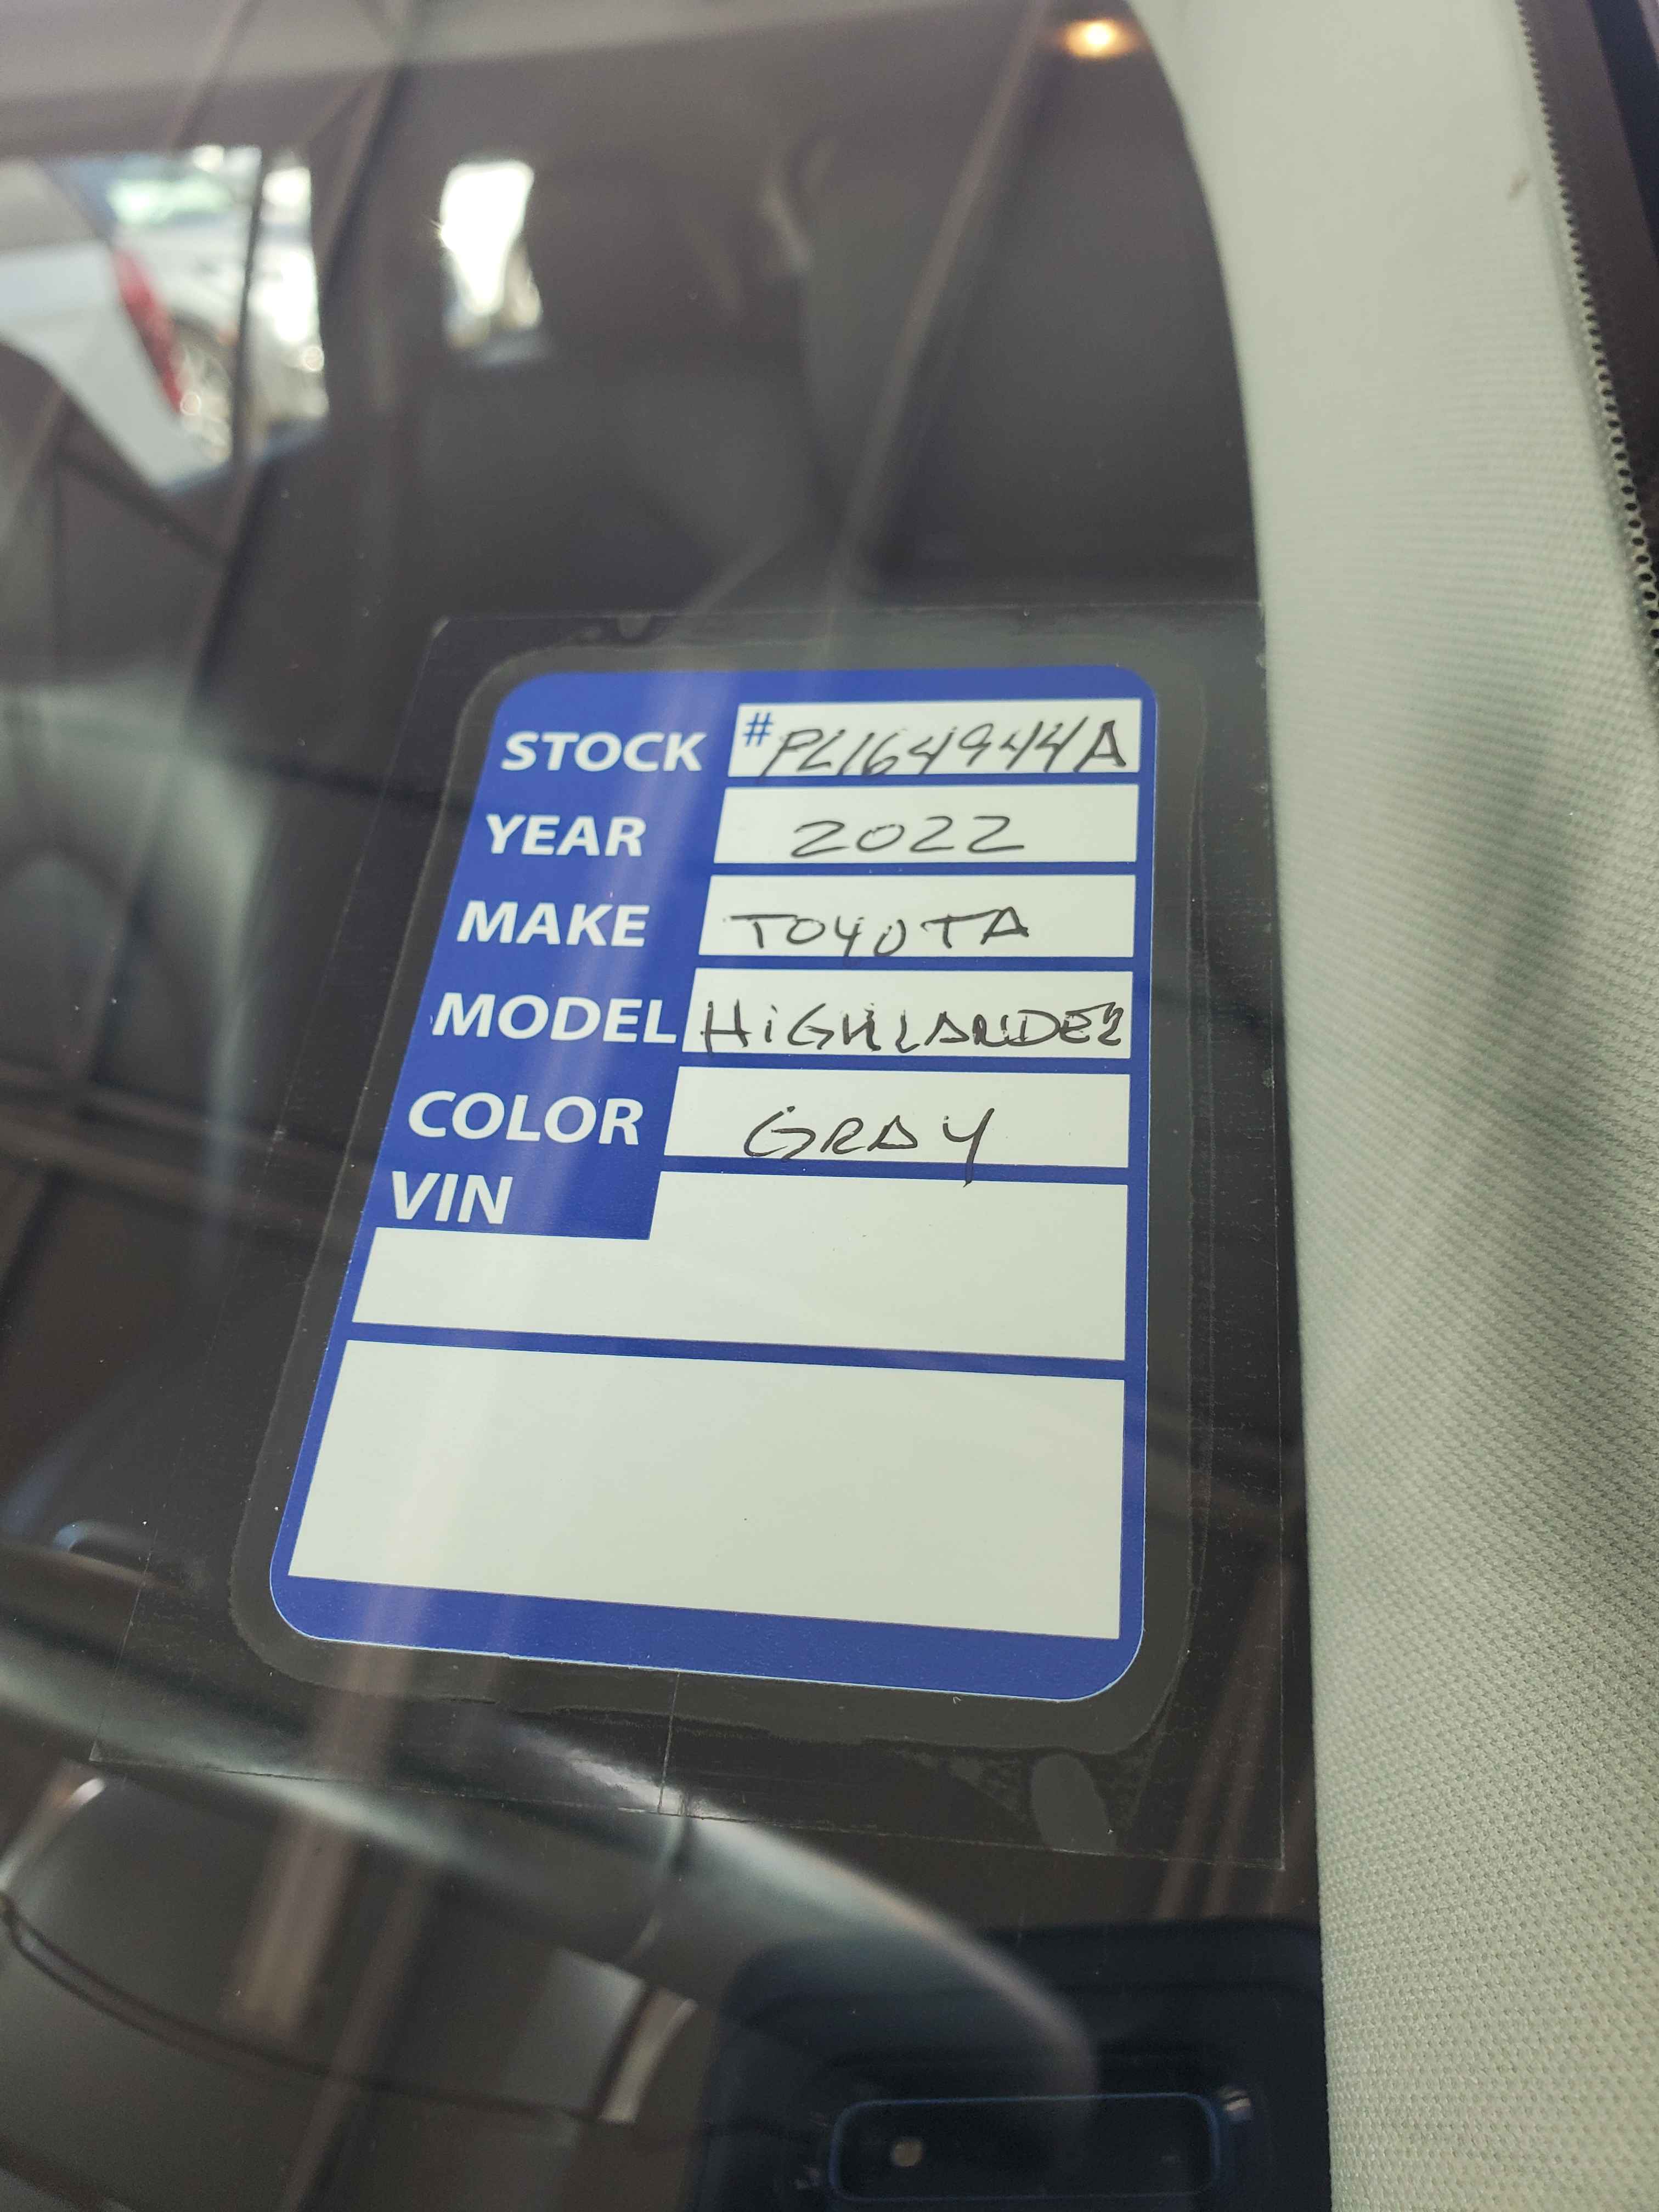 STOCK #PL164944A
YEAR 2022
MAKE TOYOTA
MODEL HiGHLANDER
COLOR GRAY
VIN